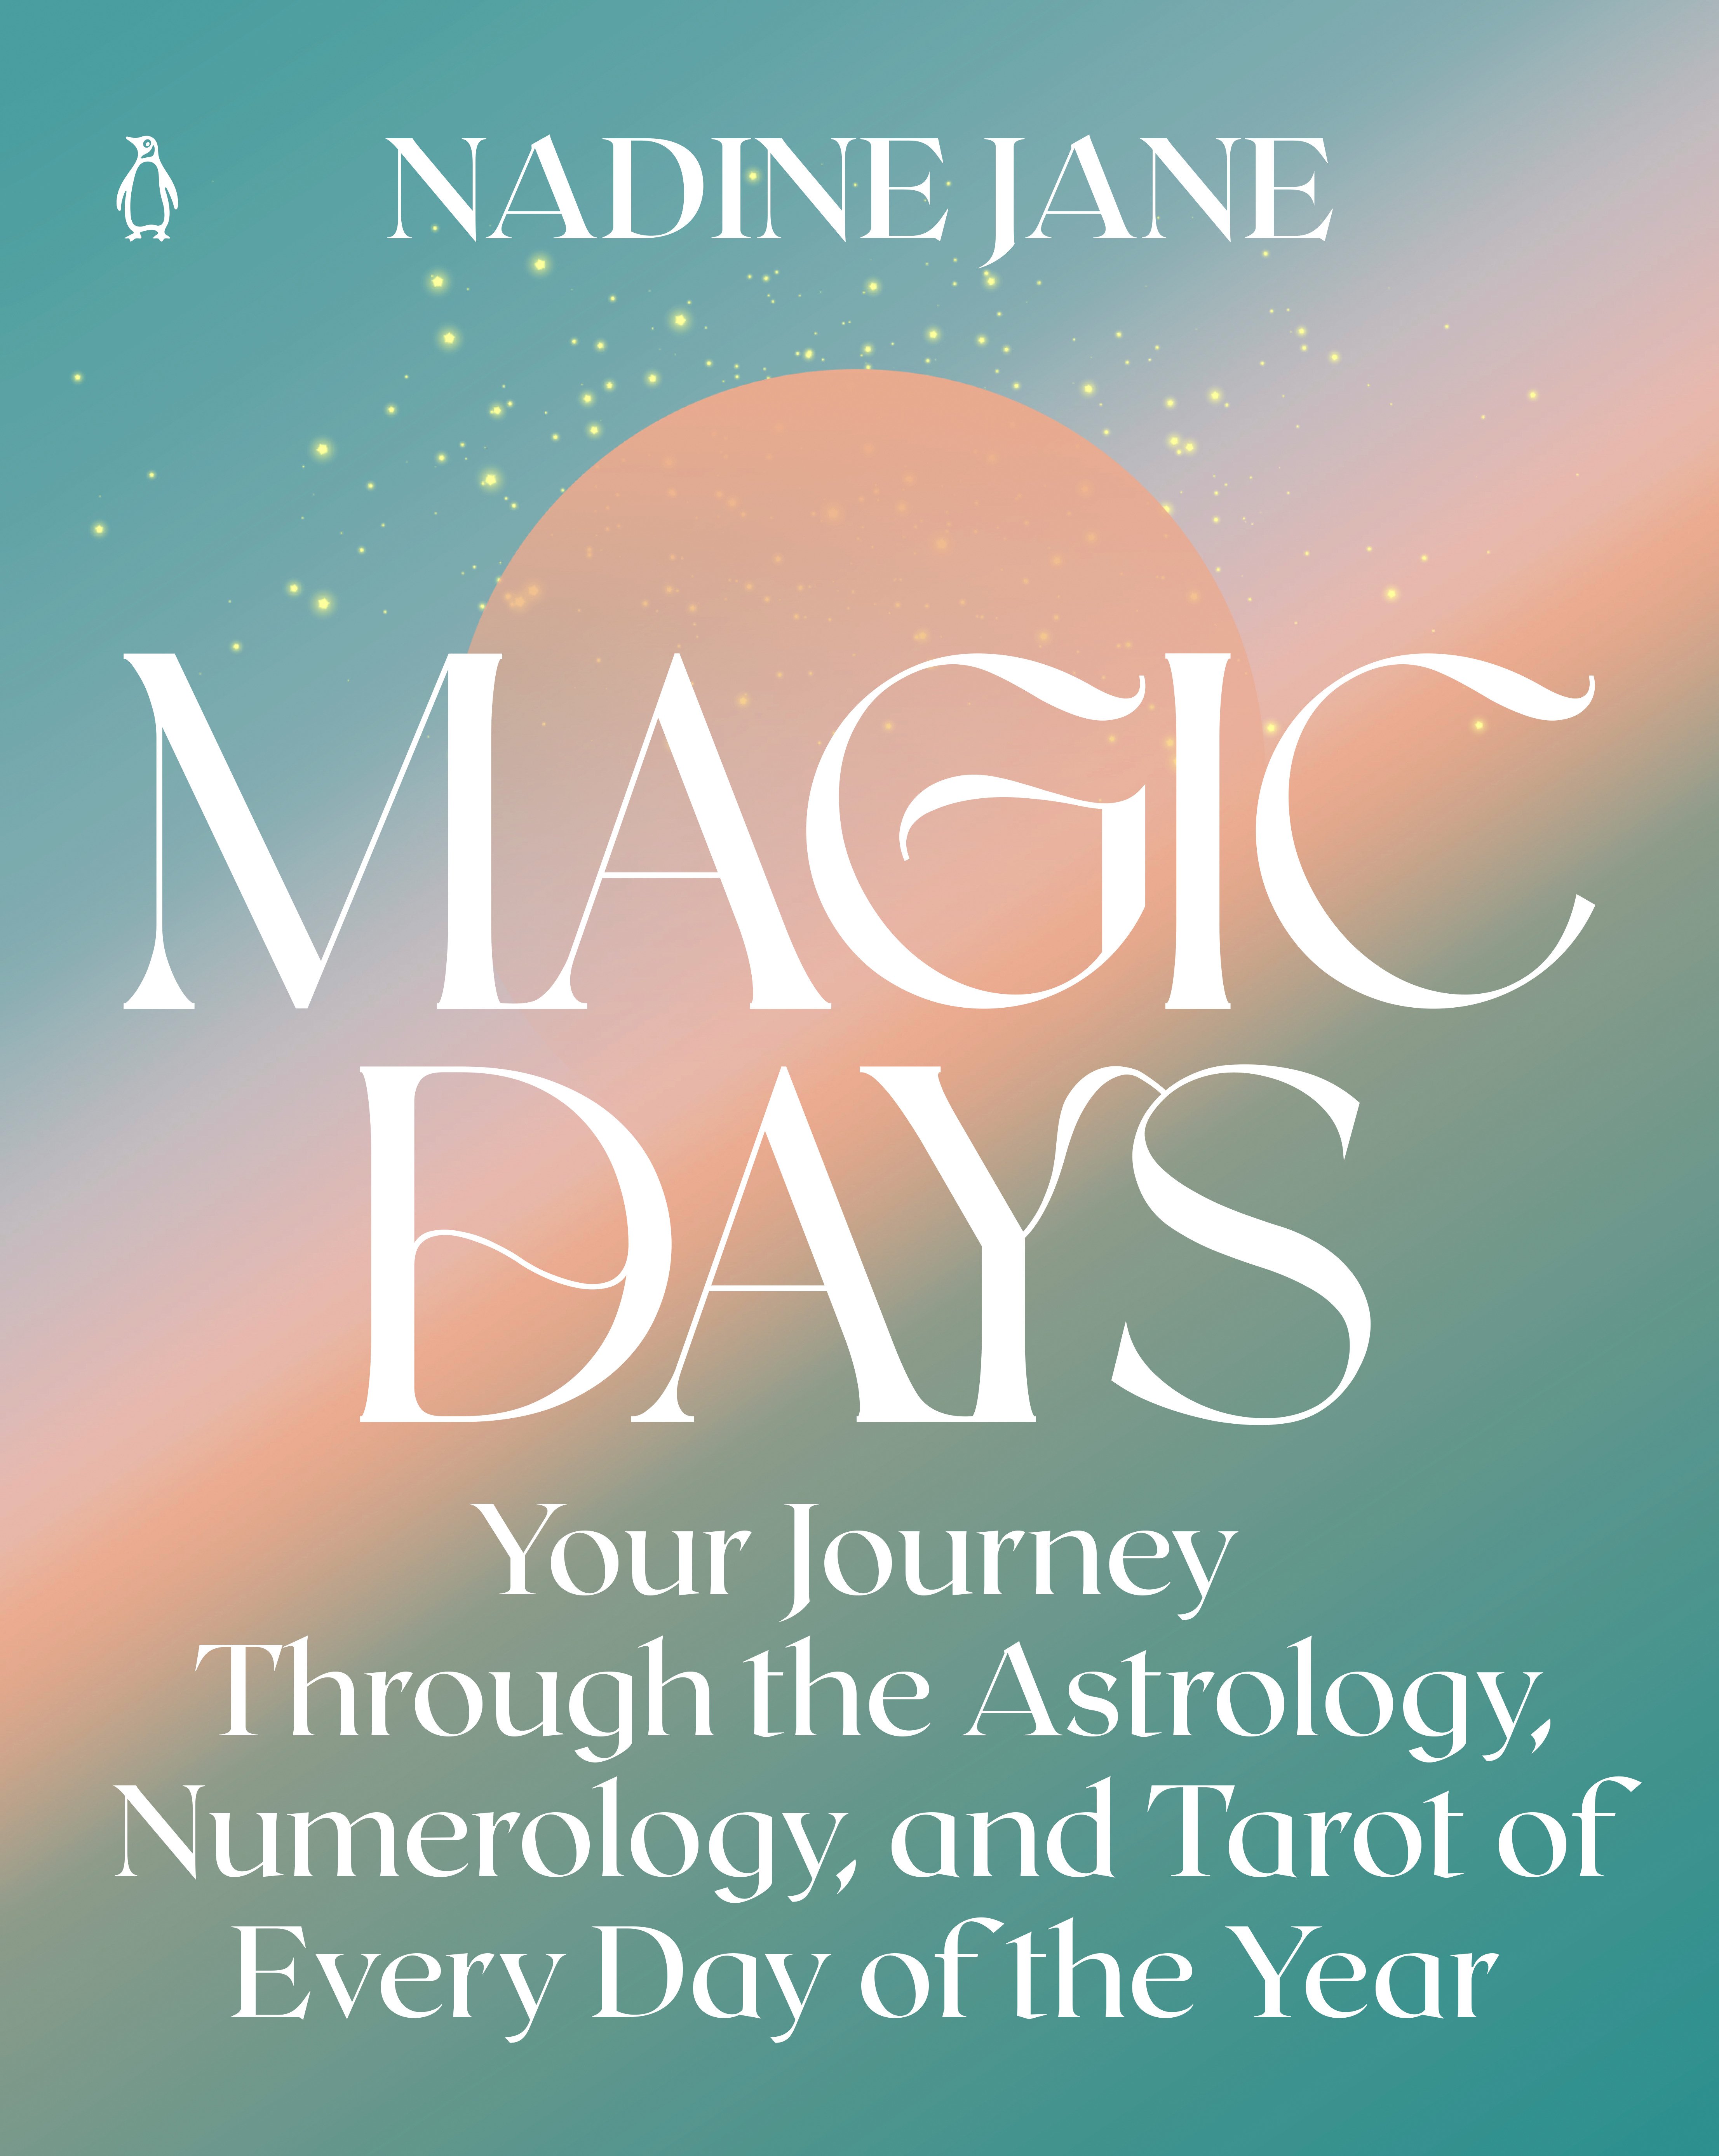 NADINE JANE
MAGIC
DAYS
Your Journey
Through the Astrology,
Numerology, and Tarot of
Every Day of the Year